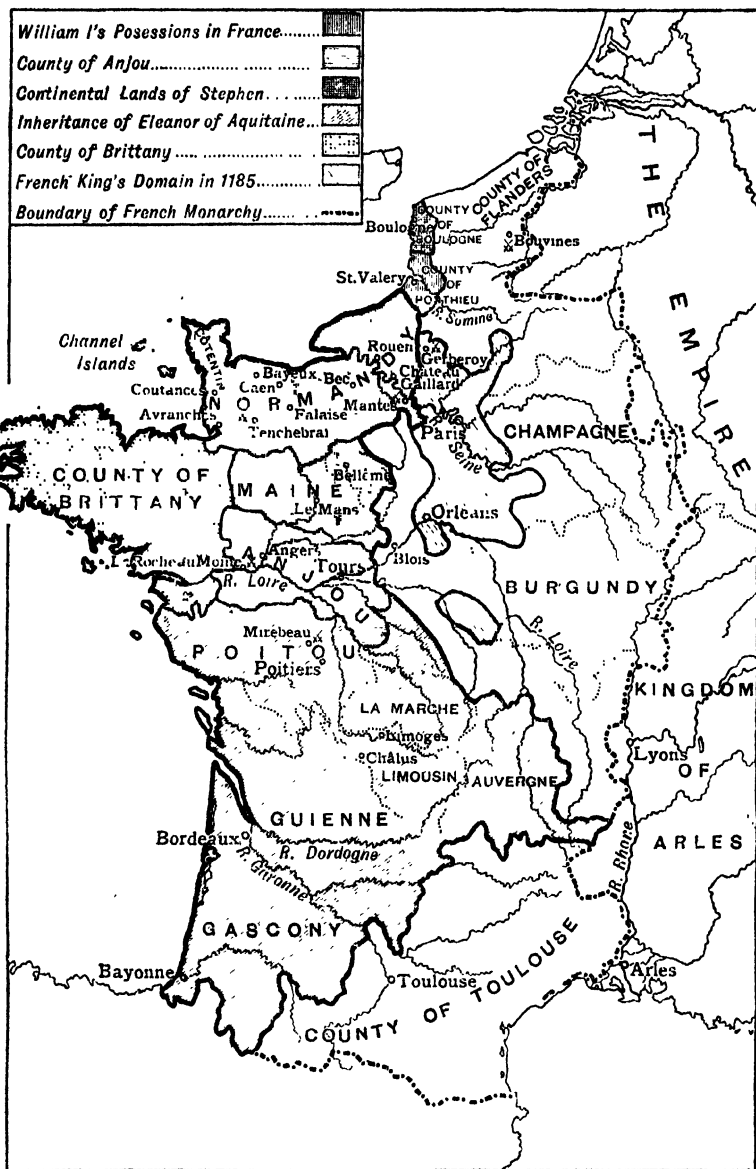 William I's Posessions in France........
County of Anjou.....................
Continental Lands of Stephen.......
Inheritance of Eleanor of Aquitaine...
County of Brittany ......................
French King's Domain in 1185............
Boundary of French Monarchy.......
THE EMPIRE
COUNTY OF FLANDERS
COUNTY OF BOULOGNE
Boulogne
Bouvines
St.Valery
COUNTY OF PONTHIEU
R. Somme
Channel Islands
COTENTIN
NORMANDY
Rouen
Gerberoy
Bayeux
Caen
Bec
Chateau Gaillard
Coutances
Falaise
Mantes
Avranches
Tenchebrai
Paris
R. Seine
CHAMPAGNE
COUNTY OF BRITTANY
MAINE
Bellême
Le Mans
Orleans
La Roche au Moine
ANJOU
Angers
Tours
Blois
R. Loire
BURGUNDY
R. Loire
Mirebeau
POITOU
Poitiers
LA MARCHE
Limoges
Châlus
LIMOUSIN
AUVERGNE
KINGDOM OF ARLES
Lyons
GUIENNE
Bordeaux
R. Dordogne
R. Garonne
R. Rhone
GASCONY
Bayonne
Toulouse
COUNTY OF TOULOUSE
Arles